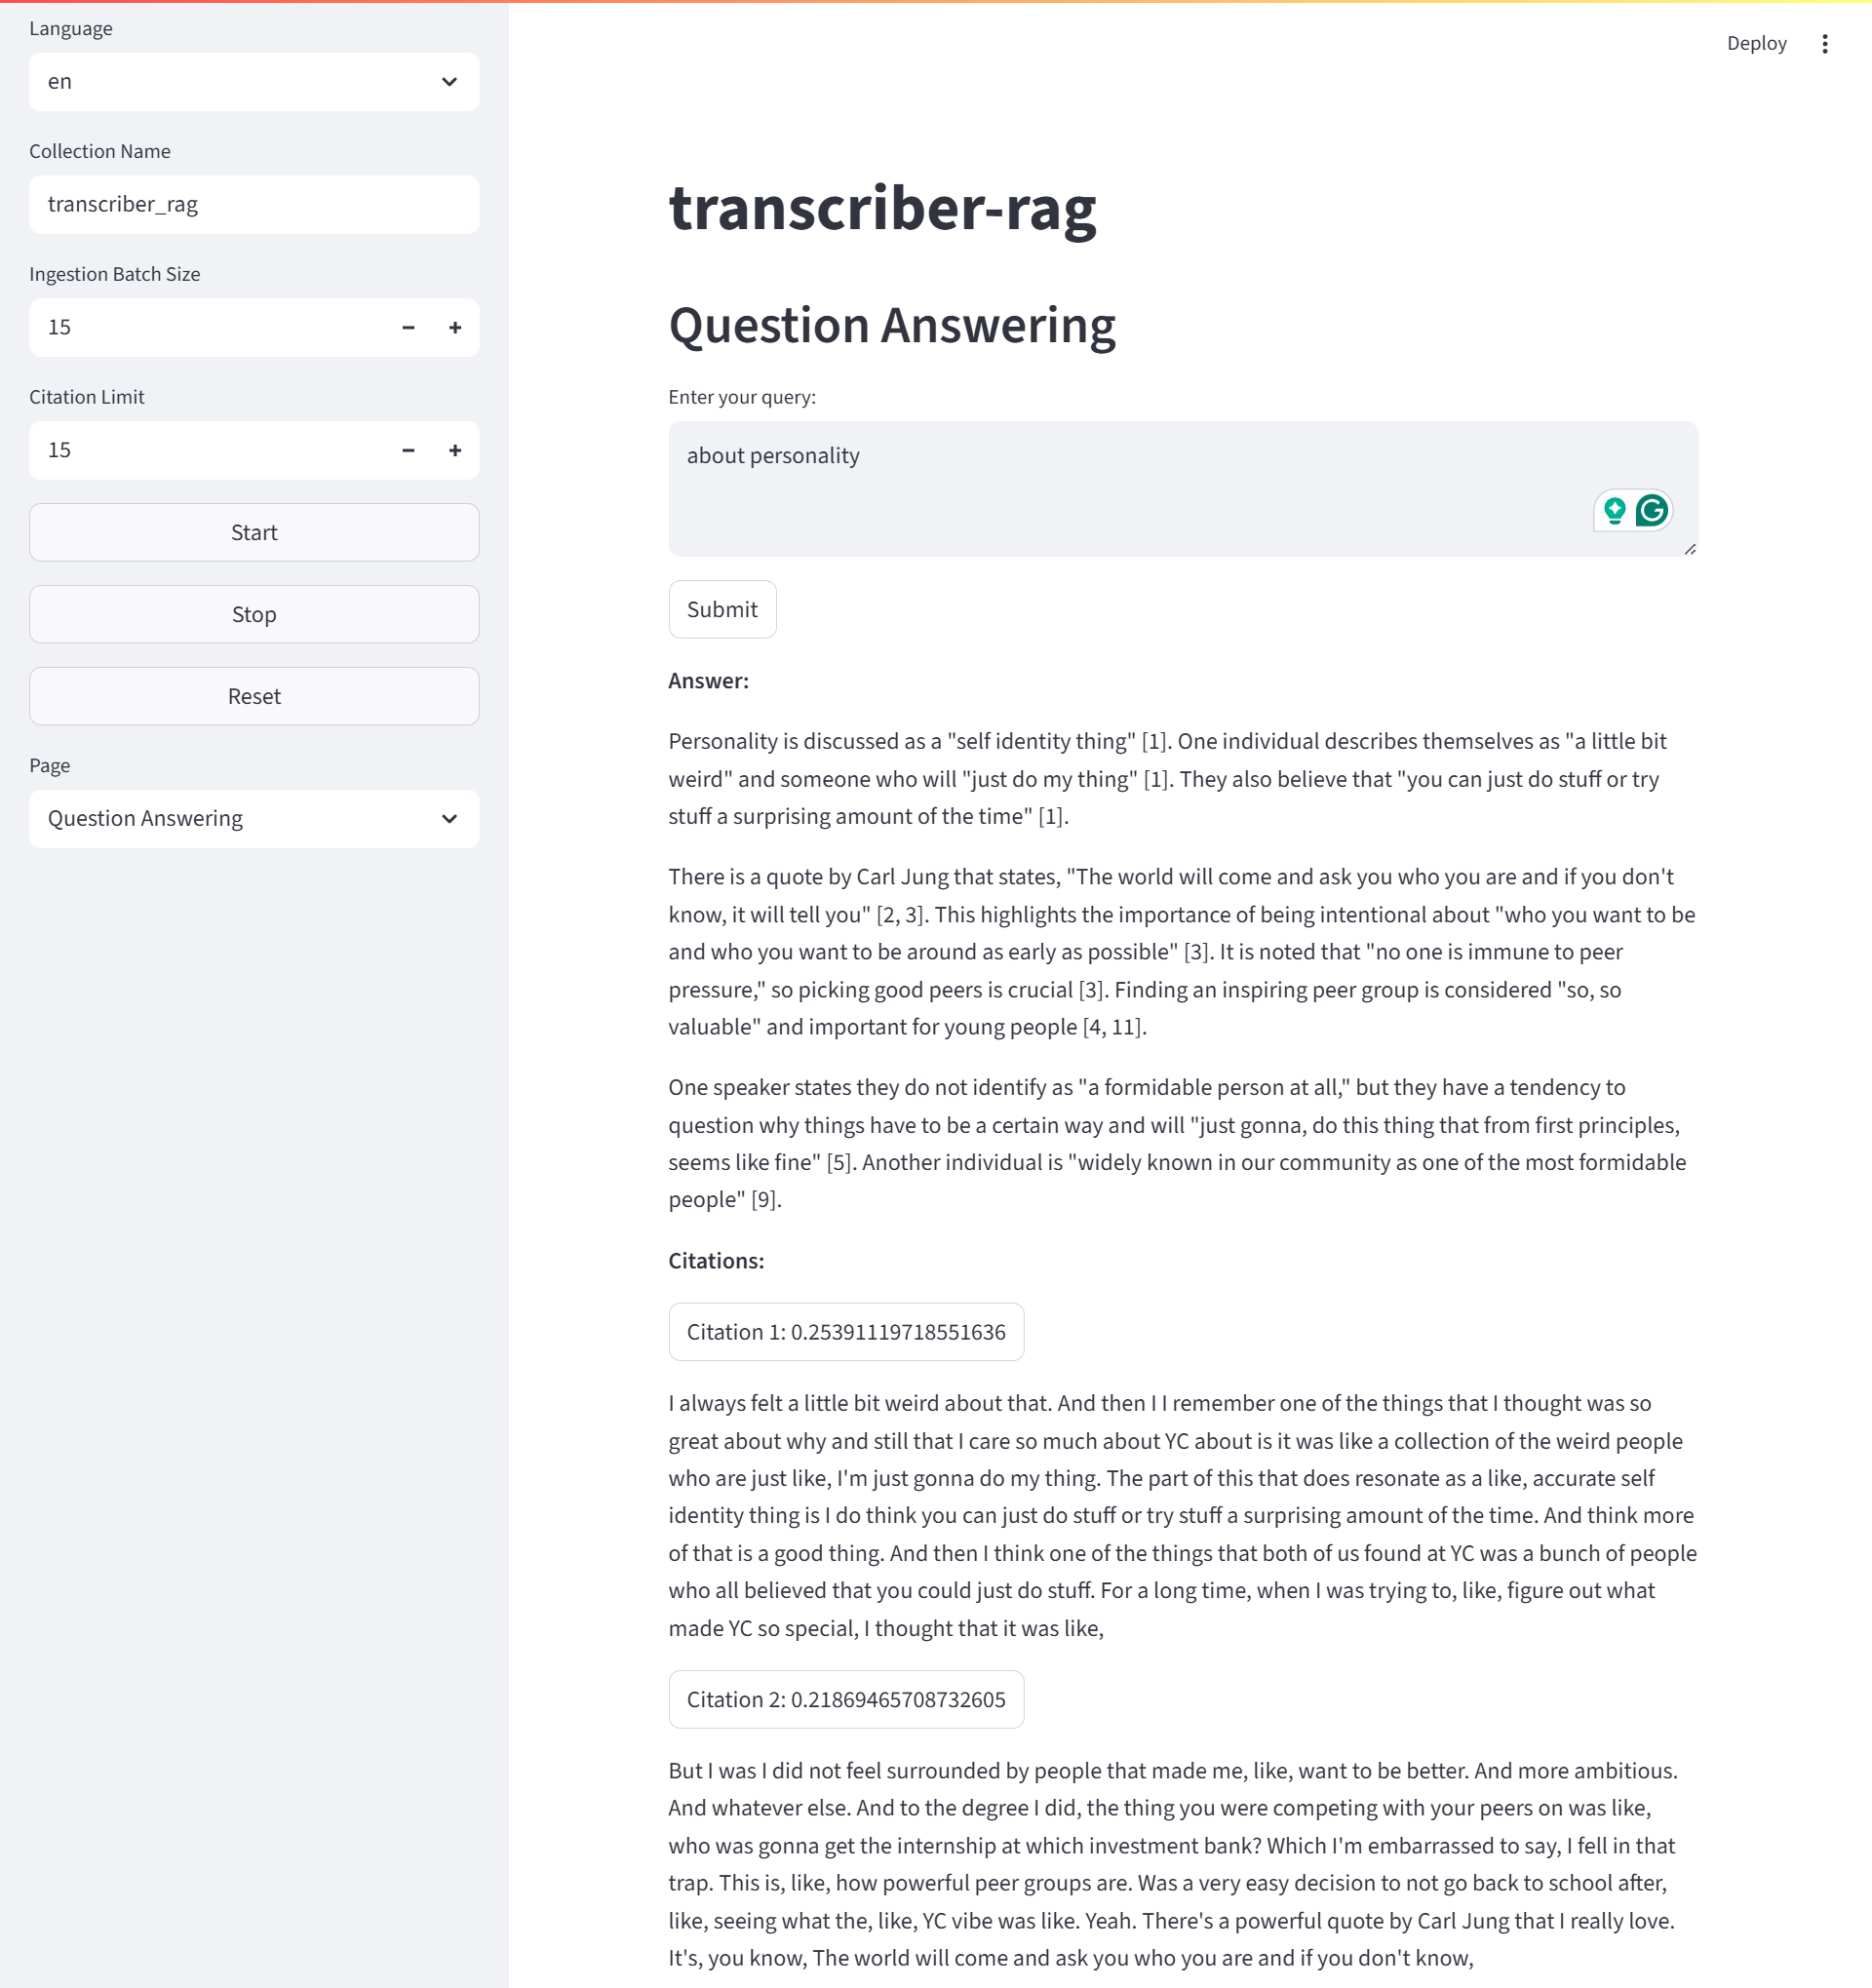 Language
en
Collection Name
transcriber_rag
Ingestion Batch Size
15
Citation Limit
15
Start
Stop
Reset
Page
Question Answering
Deploy
transcriber-rag
Question Answering
Enter your query:
about personality
Submit
Answer:
Personality is discussed as a "self identity thing" [1]. One individual describes themselves as "a little bit
weird" and someone who will "just do my thing" [1]. They also believe that "you can just do stuff or try
stuff a surprising amount of the time" [1].
There is a quote by Carl Jung that states, "The world will come and ask you who you are and if you don't
know, it will tell you" [2, 3]. This highlights the importance of being intentional about "who you want to be
and who you want to be around as early as possible" [3]. It is noted that "no one is immune to peer
pressure," so picking good peers is crucial [3]. Finding an inspiring peer group is considered "so, so
valuable" and important for young people [4, 11].
One speaker states they do not identify as "a formidable person at all," but they have a tendency to
question why things have to be a certain way and will "just gonna, do this thing that from first principles,
seems like fine" [5]. Another individual is "widely known in our community as one of the most formidable
people" [9].
Citations:
Citation 1: 0.25391119718551636
I always felt a little bit weird about that. And then I I remember one of the things that I thought was so
great about why and still that I care so much about YC about is it was like a collection of the weird people
who are just like, I'm just gonna do my thing. The part of this that does resonate as a like, accurate self
identity thing is I do think you can just do stuff or try stuff a surprising amount of the time. And think more
of that is a good thing. And then I think one of the things that both of us found at YC was a bunch of people
who all believed that you could just do stuff. For a long time, when I was trying to, like, figure out what
made YC so special, I thought that it was like,
Citation 2: 0.21869465708732605
But I was I did not feel surrounded by people that made me, like, want to be better. And more ambitious.
And whatever else. And to the degree I did, the thing you were competing with your peers on was like,
who was gonna get the internship at which investment bank? Which I'm embarrassed to say, I fell in that
trap. This is, like, how powerful peer groups are. Was a very easy decision to not go back to school after,
like, seeing what the, like, YC vibe was like. Yeah. There's a powerful quote by Carl Jung that I really love.
It's, you know, The world will come and ask you who you are and if you don't know,